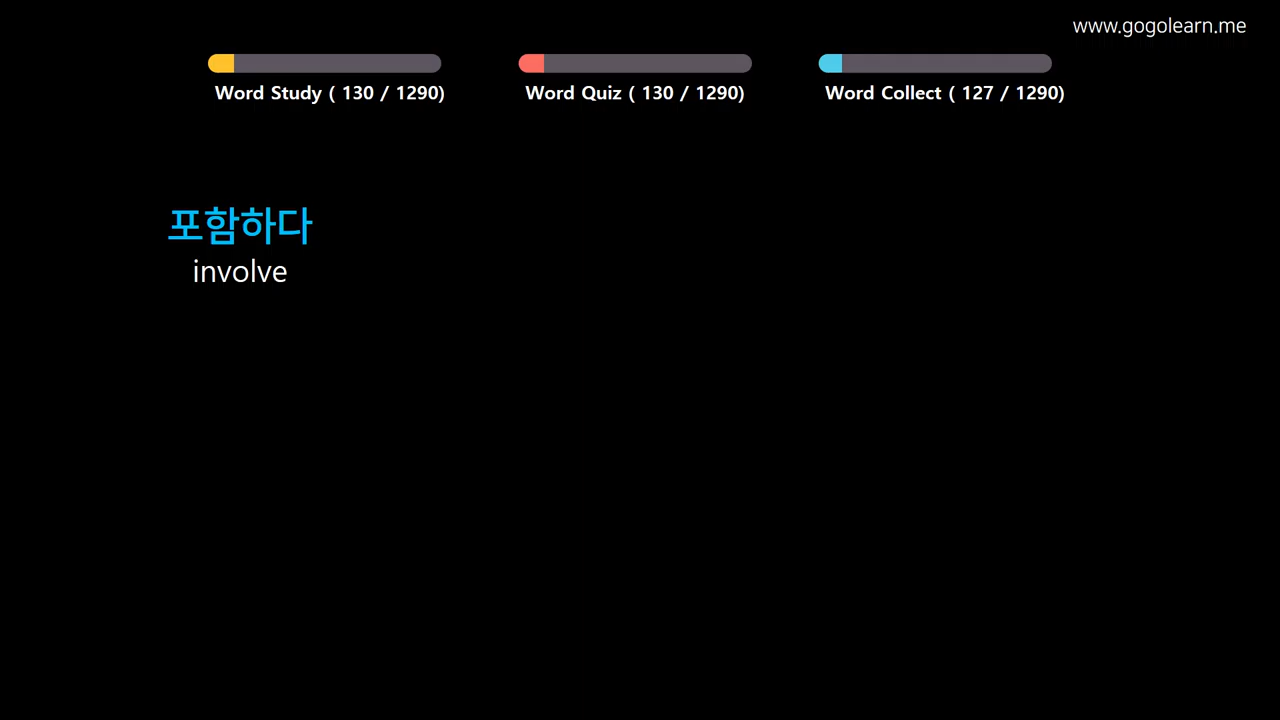 www.gogolearn.me
Word Study ( 130 / 1290)
Word Quiz ( 130 / 1290)
Word Collect ( 127 / 1290)
포함하다
involve